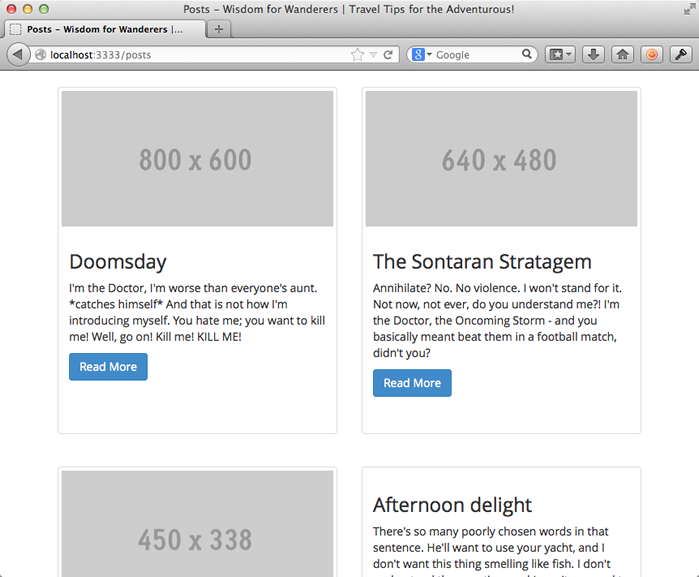 Posts – Wisdom for Wanderers | Travel Tips for the Adventurous!
Posts – Wisdom for Wanderers |...
localhost:3333/posts
Google
800 x 600
640 x 480
Doomsday
I'm the Doctor, I'm worse than everyone's aunt.
*catches himself* And that is not how I'm
introducing myself. You hate me; you want to kill
me! Well, go on! Kill me! KILL ME!
Read More
The Sontaran Stratagem
Annihilate? No. No violence. I won't stand for it.
Not now, not ever, do you understand me?! I'm
the Doctor, the Oncoming Storm - and you
basically meant beat them in a football match,
didn't you?
Read More
450 x 338
Afternoon delight
There's so many poorly chosen words in that
sentence. He'll want to use your yacht, and I
don't want this thing smelling like fish. I don't